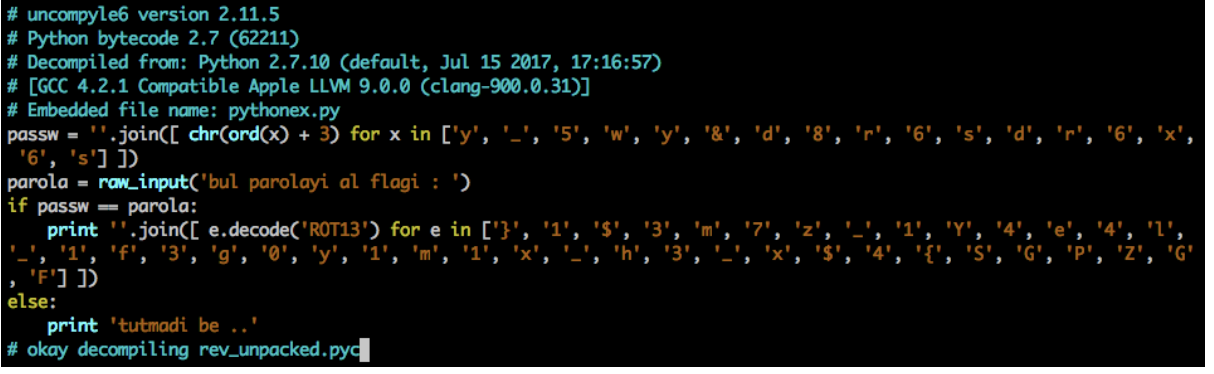 # uncompyle6 version 2.11.5
# Python bytecode 2.7 (62211)
# Decompiled from: Python 2.7.10 (default, Jul 15 2017, 17:16:57)
# [GCC 4.2.1 Compatible Apple LLVM 9.0.0 (clang-900.0.31)]
# Embedded file name: pythonex.py
passw = ''.join([ chr(ord(x) + 3) for x in ['y', '_', '5', 'w', 'y', '&', 'd', '8', 'r', '6', 's', 'd', 'r', '6', 'x',
 '6', 's'] ])
parola = raw_input('bul parolayi al flagi : ')
if passw == parola:
    print ''.join([ e.decode('ROT13') for e in ['}', '1', '$', '3', 'm', '7', 'z', '_', '1', 'Y', '4', 'e', '4', 'l',
'_', '1', 'f', '3', 'g', '0', 'y', '1', 'm', '1', 'x', '_', 'h', '3', '_', 'x', '$', '4', '{', 'S', 'G', 'P', 'Z', 'G'
, 'F'] ])
else:
    print 'tutmadi be ..'
# okay decompiling rev_unpacked.pyc